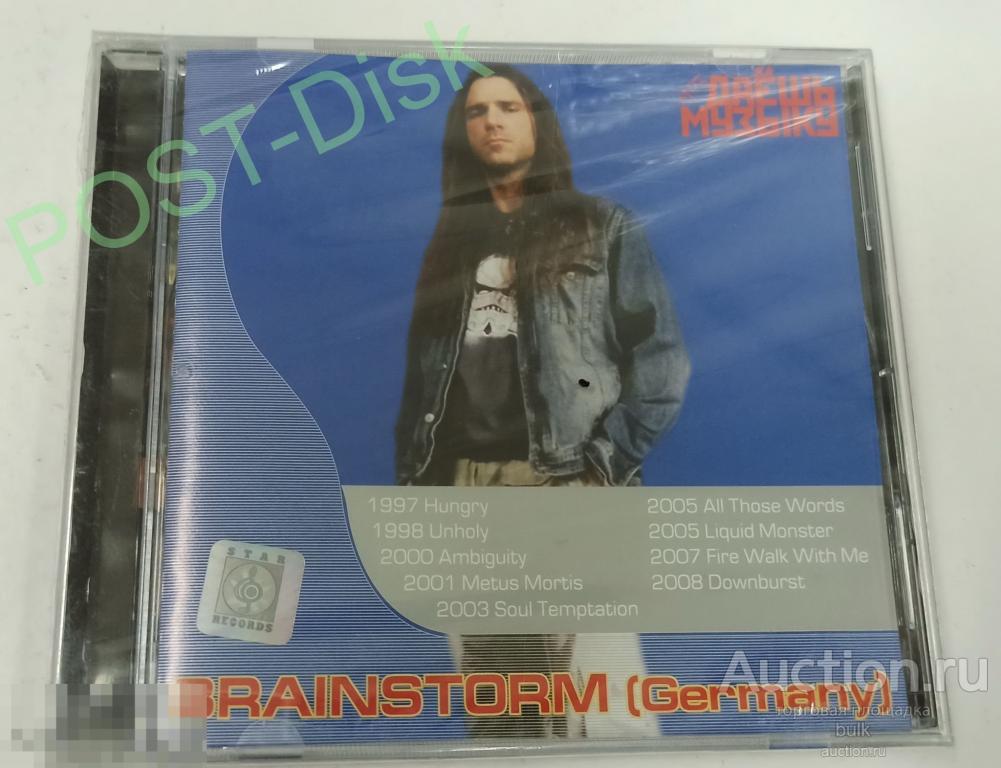 POST-Disk
ДАЁШЬ
МУЗЫКУ
1997 Hungry
1998 Unholy
2000 Ambiguity
2001 Metus Mortis
2003 Soul Temptation
2005 All Those Words
2005 Liquid Monster
2007 Fire Walk With Me
2008 Downburst
STAR
RECORDS
BRAINSTORM (Germany)
Auction.ru
торговая площадка
bulk
auction.ru